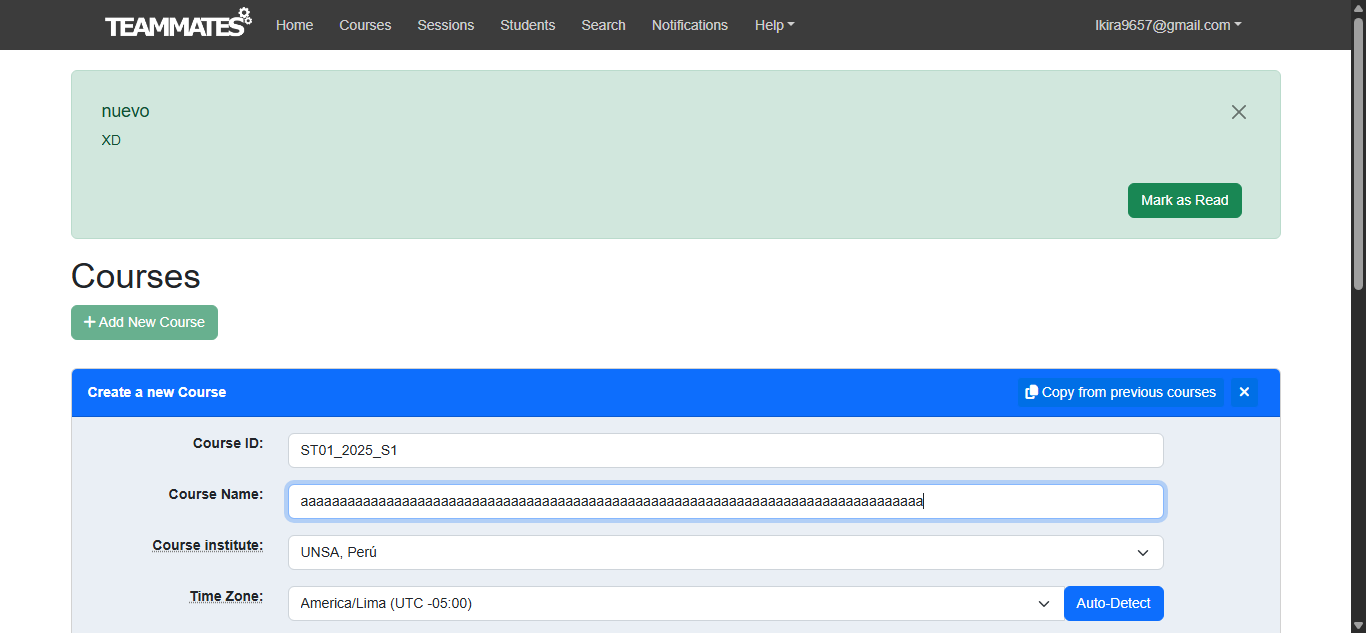 TEAMMATES Home Courses Sessions Students Search Notifications Help lkira9657@gmail.com
nuevo
XD
Mark as Read
Courses
+ Add New Course
Create a new Course Copy from previous courses ×
Course ID: ST01_2025_S1
Course Name: aaaaaaaaaaaaaaaaaaaaaaaaaaaaaaaaaaaaaaaaaaaaaaaaaaaaaaaaaaaaaaaaaaaaaaaaaaaaaaaa
Course institute: UNSA, Perú
Time Zone: America/Lima (UTC -05:00) Auto-Detect